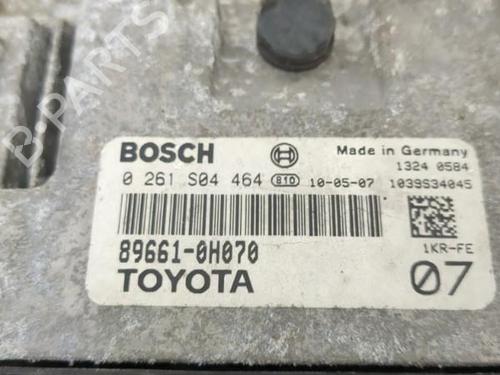 B-PARTS
BOSCH Made in Germany
1324 0584
0 261 S04 464 B10 10-05-07 1039S34045
89661-0H070 1KR-FE
TOYOTA 07